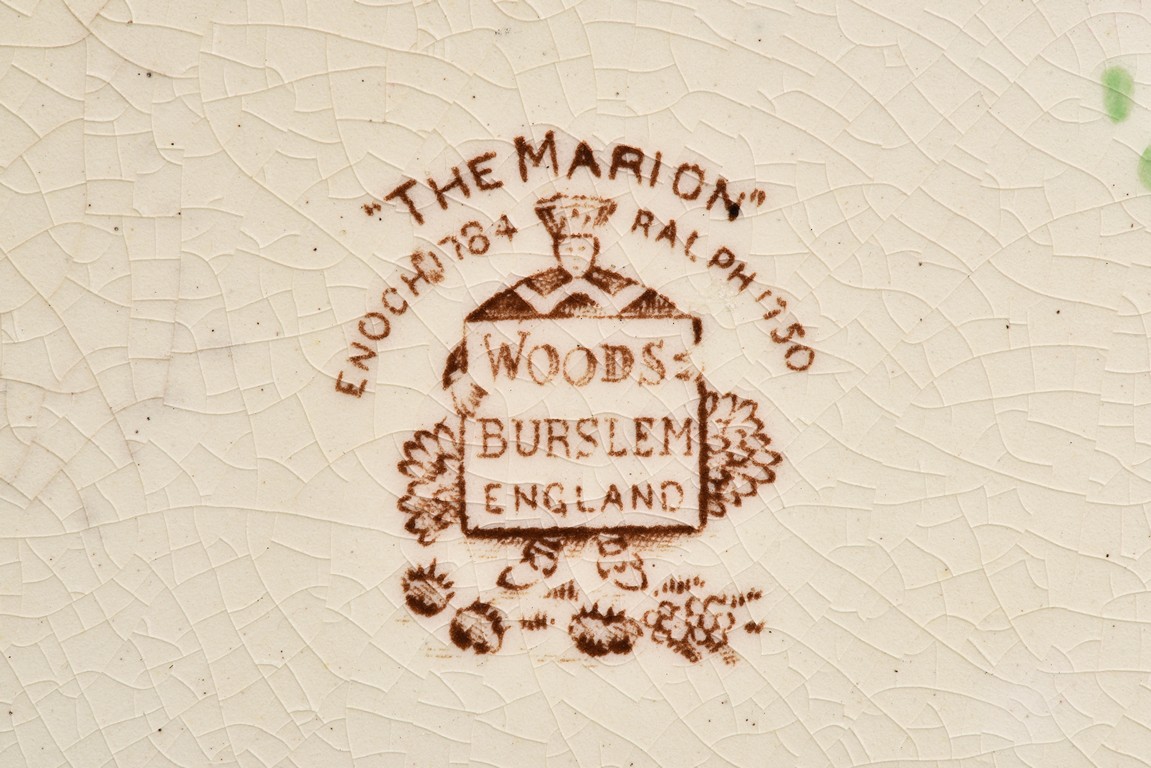 "THE MARION"
ENOCH 1784 RALPH 1750
WOODS
BURSLEM
ENGLAND